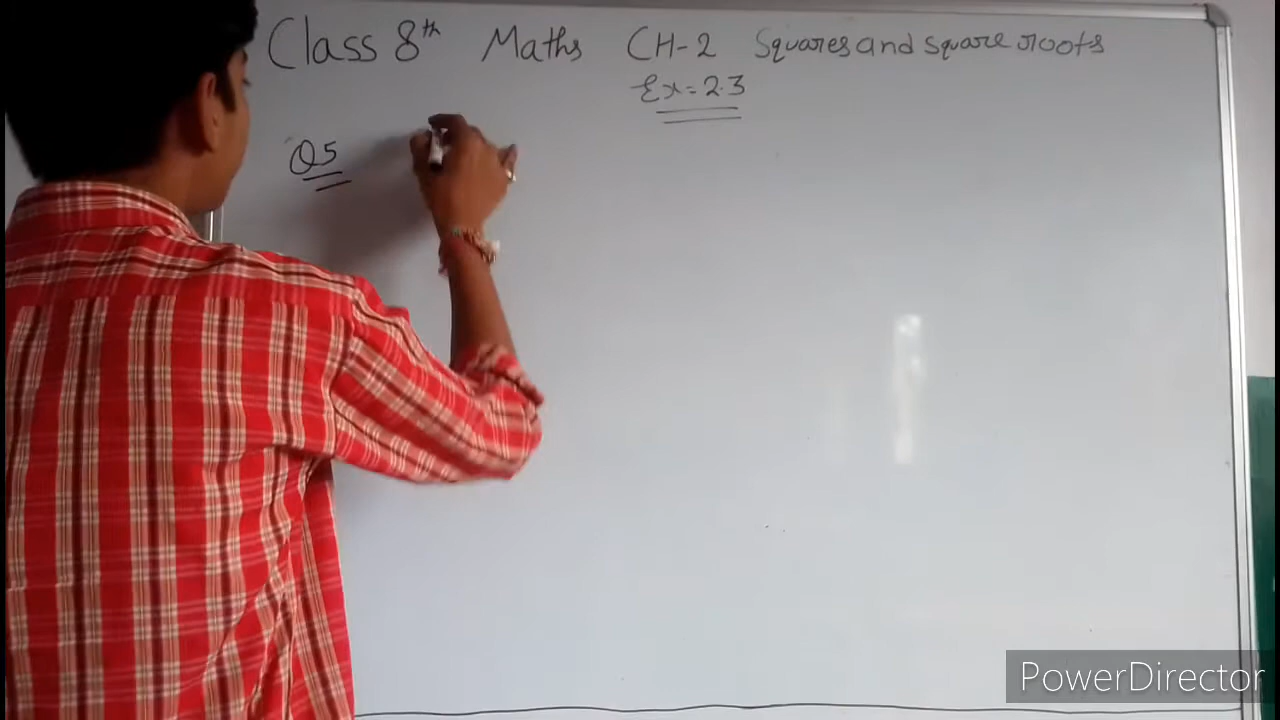 Class 8th Maths CH-2 Squares and square roots
Ex = 2.3
Q5
PowerDirector